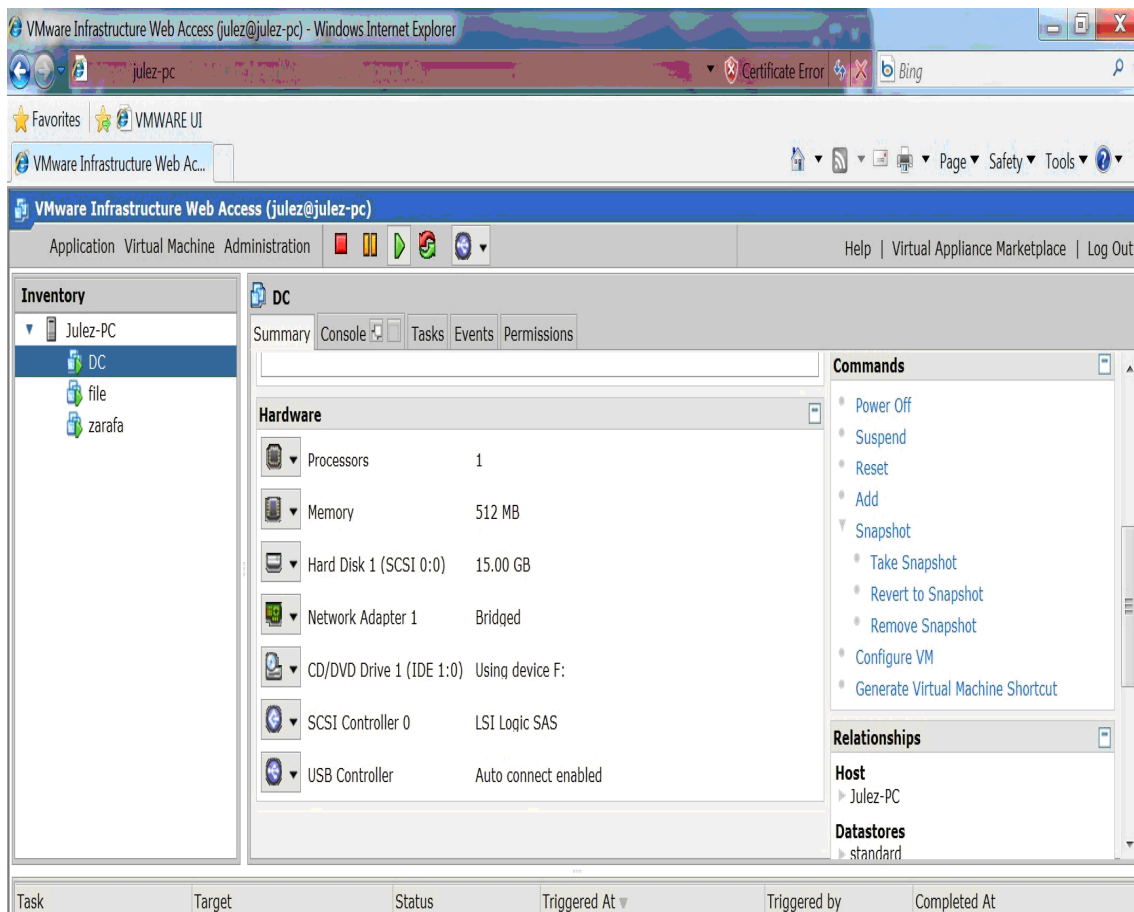 VMware Infrastructure Web Access (julez@julez-pc) - Windows Internet Explorer
julez-pc
Certificate Error
Bing
Favorites
VMWARE UI
VMware Infrastructure Web Ac...
Page
Safety
Tools
VMware Infrastructure Web Access (julez@julez-pc)
Application Virtual Machine Administration
Help | Virtual Appliance Marketplace | Log Out
Inventory
Julez-PC
DC
file
zarafa
DC
Summary Console Tasks Events Permissions
Hardware
Processors 1
Memory 512 MB
Hard Disk 1 (SCSI 0:0) 15.00 GB
Network Adapter 1 Bridged
CD/DVD Drive 1 (IDE 1:0) Using device F:
SCSI Controller 0 LSI Logic SAS
USB Controller Auto connect enabled
Commands
Power Off
Suspend
Reset
Add
Snapshot
Take Snapshot
Revert to Snapshot
Remove Snapshot
Configure VM
Generate Virtual Machine Shortcut
Relationships
Host
Julez-PC
Datastores
standard
Task Target Status Triggered At Triggered by Completed At